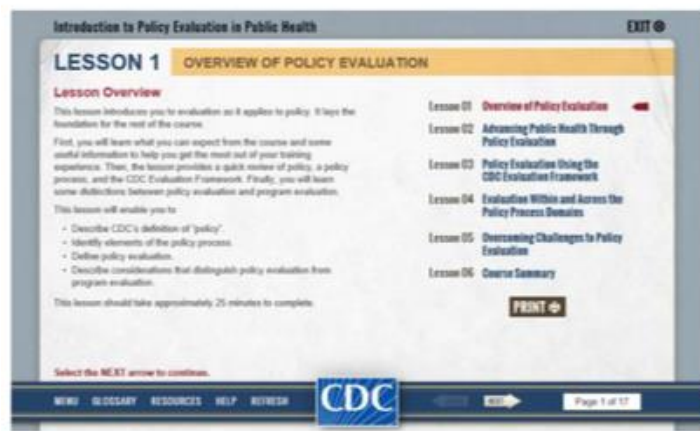 Introduction to Policy Evaluation in Public Health
EXIT
LESSON 1
OVERVIEW OF POLICY EVALUATION
Lesson Overview
This lesson introduces you to evaluation as it applies to policy. It lays the
foundation for the rest of the course.
First, you will learn what you can expect from the course and some
useful information to help you get the most out of your training
experience. Then, the lesson provides a quick review of policy, a policy
process, and the CDC Evaluation Framework. Finally, you will learn
some distinctions between policy evaluation and program evaluation.
This lesson will enable you to
• Describe CDC's definition of "policy".
• Identify elements of the policy process.
• Define policy evaluation.
• Describe considerations that distinguish policy evaluation from
program evaluation.
This lesson should take approximately 25 minutes to complete.
Select the NEXT arrow to continue.
Lesson 01 Overview of Policy Evaluation
Lesson 02 Advancing Public Health Through
Policy Evaluation
Lesson 03 Policy Evaluation Using the
CDC Evaluation Framework
Lesson 04 Evaluation Within and Across the
Policy Process Domains
Lesson 05 Overcoming Challenges to Policy
Evaluation
Lesson 06 Course Summary
PRINT
MENU GLOSSARY RESOURCES HELP REFRESH
CDC
NEXT
Page 1 of 17